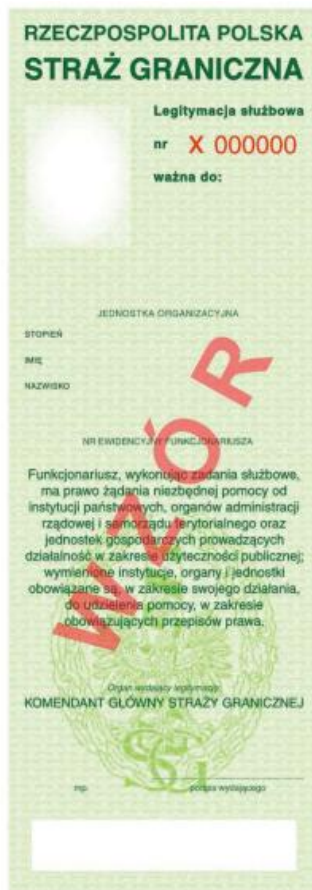 RZECZPOSPOLITA POLSKA
STRAŻ GRANICZNA
Legitymacja służbowa
nr X 000000
ważna do:
JEDNOSTKA ORGANIZACYJNA
STOPIEŃ
IMIĘ
NAZWISKO
NR EWIDENCYJNY FUNKCJONARIUSZA
Funkcjonariusz, wykonując zadania służbowe,
ma prawo żądania niezbędnej pomocy od
instytucji państwowych, organów administracji
rządowej i samorządu terytorialnego oraz
jednostek gospodarczych prowadzących
działalność w zakresie użyteczności publicznej;
wymienione instytucje, organy i jednostki
obowiązane są, w zakresie swojego działania,
do udzielenia pomocy, w zakresie
obowiązujących przepisów prawa.
Organ wydający legitymację:
KOMENDANT GŁÓWNY STRAŻY GRANICZNEJ
SG
mp.
podpis wydającego
WZÓR